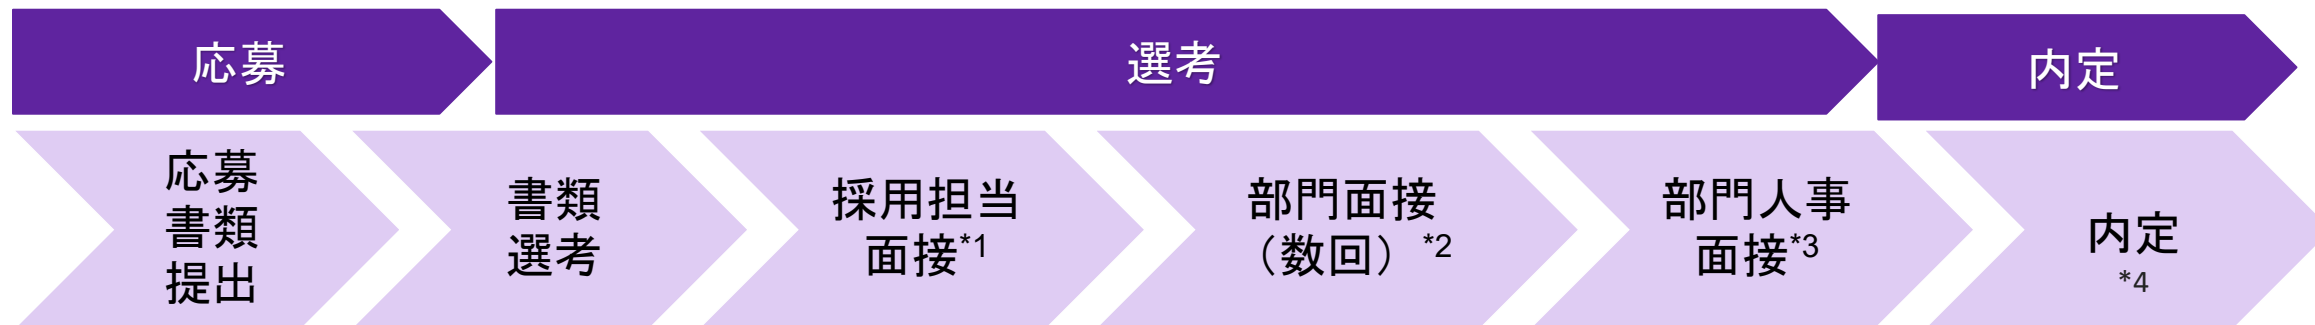 応募
選考
内定
応募
書類
提出
書類
選考
採用担当
面接*1
部門面接
（数回）*2
部門人事
面接*3
内定
*4